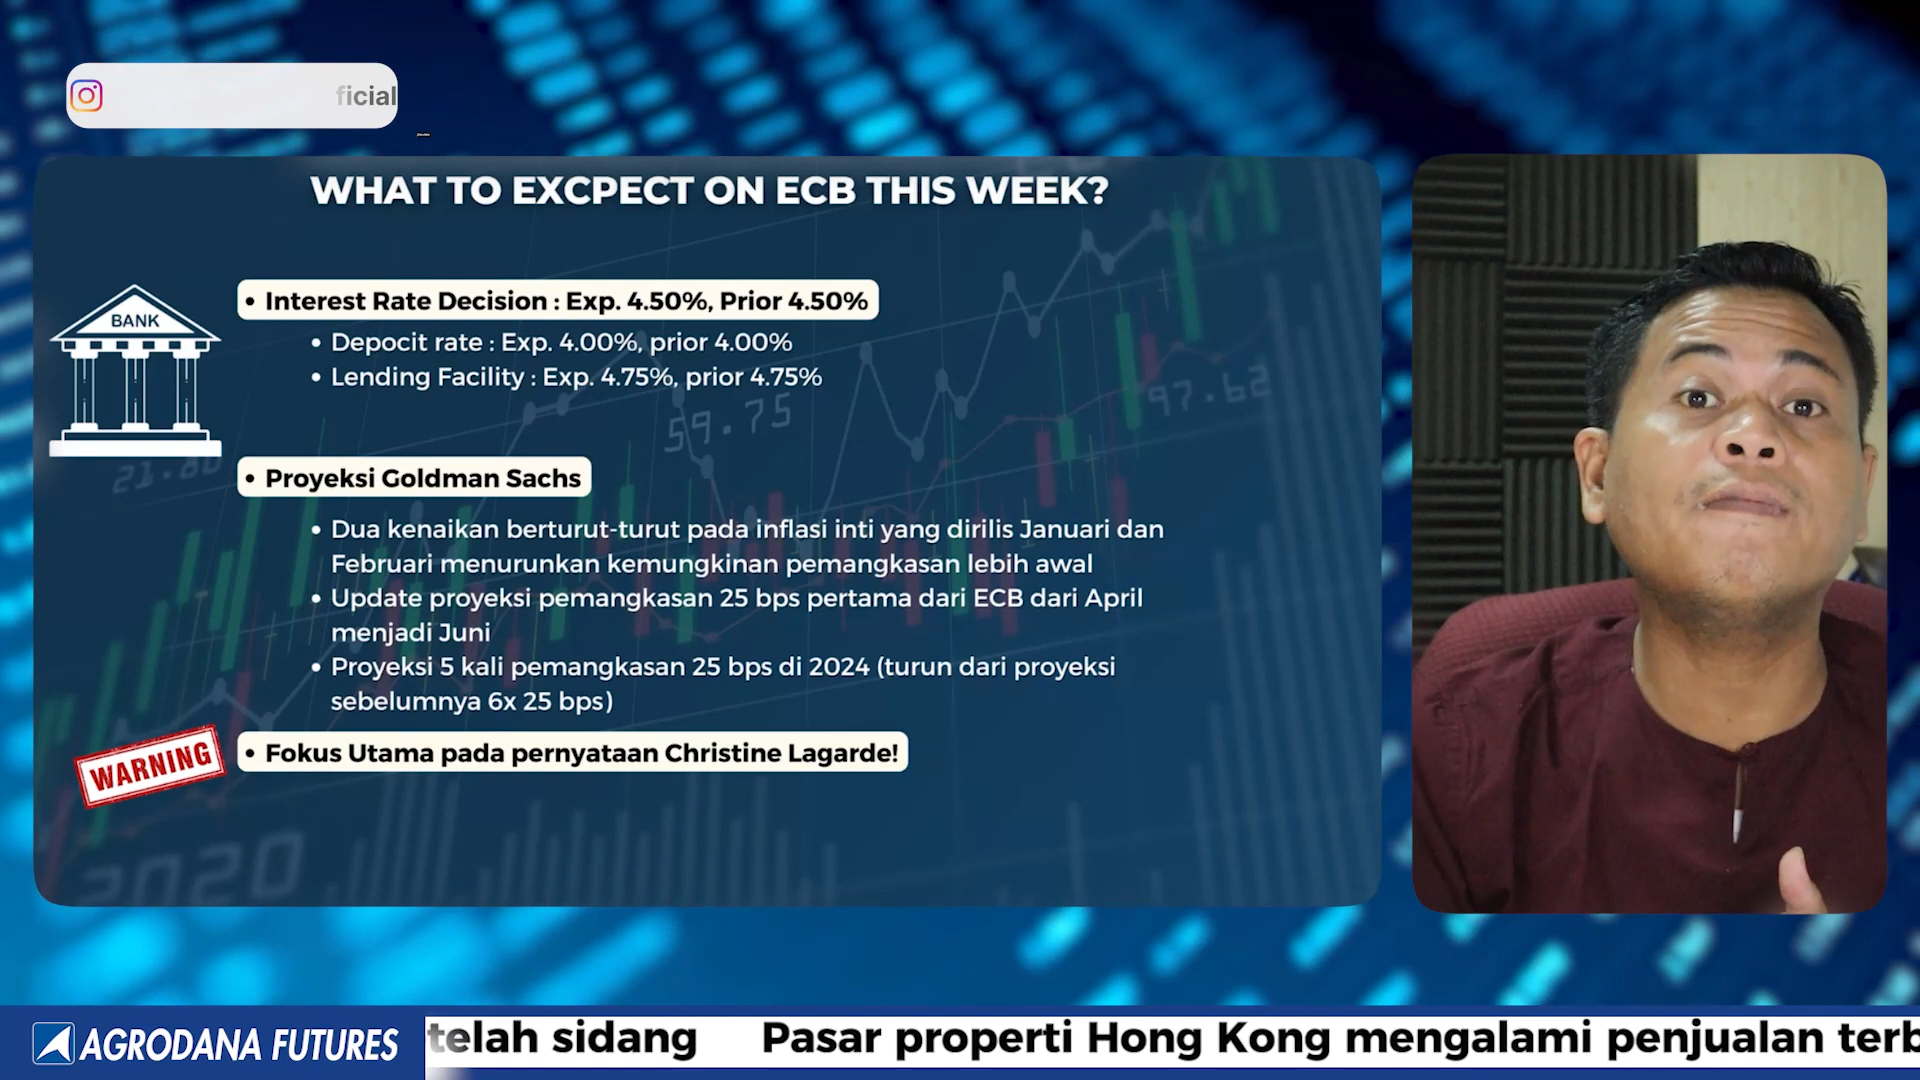 ficial
WHAT TO EXCPECT ON ECB THIS WEEK?
BANK
• Interest Rate Decision : Exp. 4.50%, Prior 4.50%
• Depocit rate : Exp. 4.00%, prior 4.00%
• Lending Facility : Exp. 4.75%, prior 4.75%
59.75
97.62
21.80
• Proyeksi Goldman Sachs
• Dua kenaikan berturut-turut pada inflasi inti yang dirilis Januari dan
Februari menurunkan kemungkinan pemangkasan lebih awal
• Update proyeksi pemangkasan 25 bps pertama dari ECB dari April
menjadi Juni
• Proyeksi 5 kali pemangkasan 25 bps di 2024 (turun dari proyeksi
sebelumnya 6x 25 bps)
WARNING
• Fokus Utama pada pernyataan Christine Lagarde!
2020
AGRODANA FUTURES
telah sidang Pasar properti Hong Kong mengalami penjualan terb